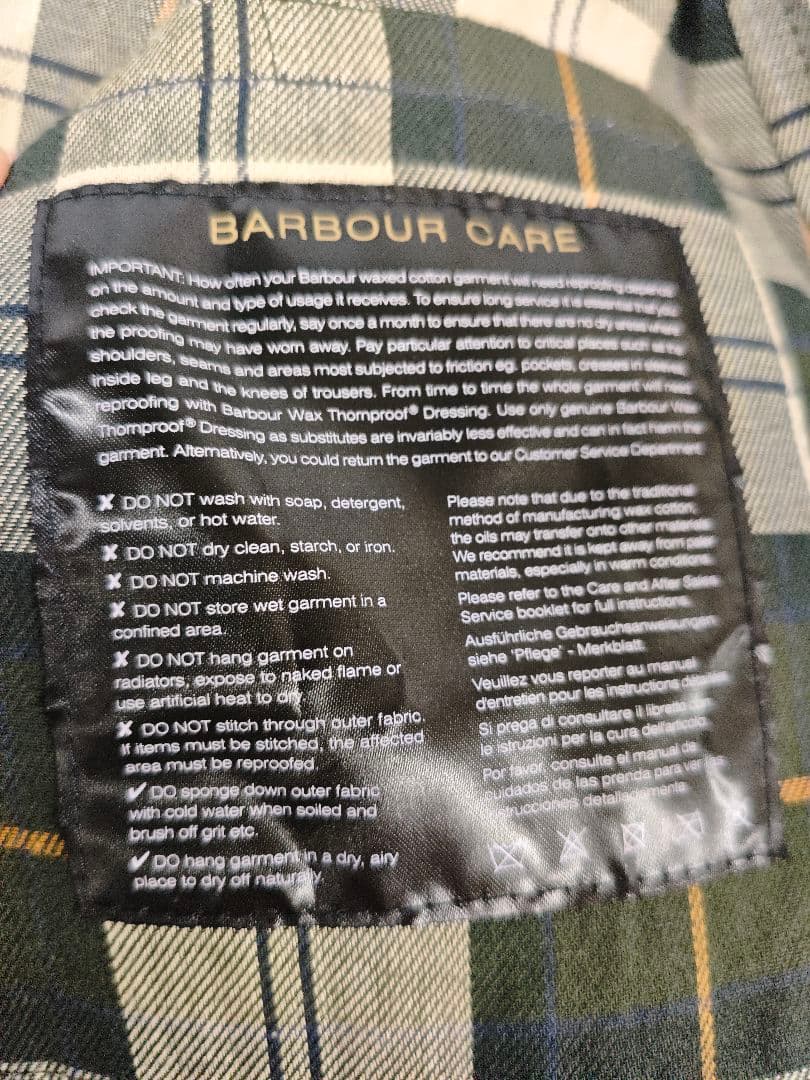 BARBOUR CARE
IMPORTANT: How often your Barbour waxed cotton garment will need reproofing depends
on the amount and type of usage it receives. To ensure long service it is essential that you
check the garment regularly, say once a month to ensure that there are no dry areas where
the proofing may have worn away. Pay particular attention to critical places such as the
shoulders, seams and areas most subjected to friction eg. pockets, creases in sleeves,
inside leg and the knees of trousers. From time to time the whole garment will need
reproofing with Barbour Wax Thornproof® Dressing. Use only genuine Barbour Wax
Thornproof® Dressing as substitutes are invariably less effective and can in fact harm the
garment. Alternatively, you could return the garment to our Customer Service Department
✗ DO NOT wash with soap, detergent,
solvents, or hot water.
✗ DO NOT dry clean, starch, or iron.
✗ DO NOT machine wash.
✗ DO NOT store wet garment in a
confined area.
✗ DO NOT hang garment on
radiators, expose to naked flame or
use artificial heat to dry
✗ DO NOT stitch through outer fabric.
If items must be stitched, the affected
area must be reproofed
✓ DO sponge down outer fabric
with cold water when soiled and
brush off grit etc.
✓ DO hang garment in a dry, airy
place to dry off naturally.
Please note that due to the traditional
method of manufacturing wax cotton,
the oils may transfer onto other materials
We recommend it is kept away from pale
materials, especially in warm conditions
Please refer to the Care and After Sales
Service booklet for full instructions.
Ausführliche Gebrauchsanweisungen
siehe 'Pflege' - Merkblatt.
Veuillez vous reporter au manuel
d'entretien pour les instructions
Si prega di consultare il libretto
le istruzioni per la cura dell'articolo
Por favor, consulte el manual de
cuidados de las prenda para ver
instrucciones